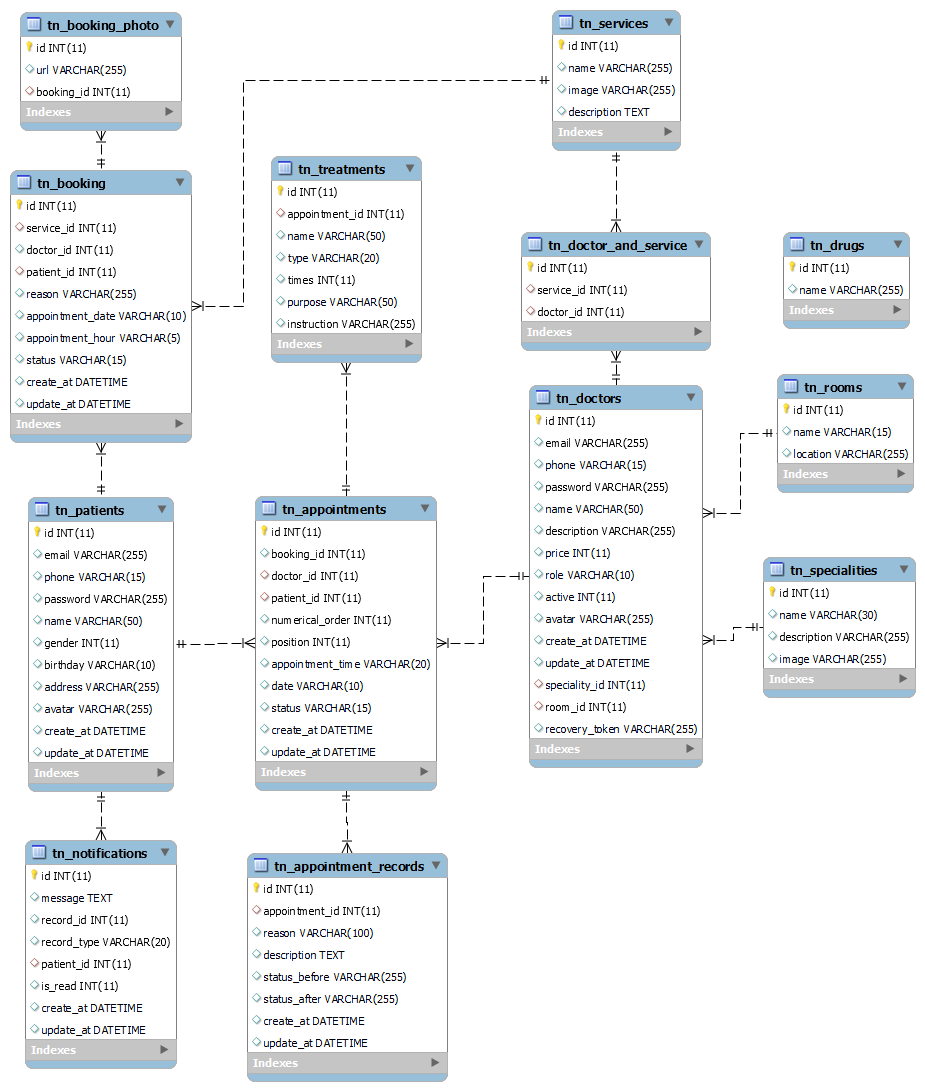 tn_booking_photo
id INT(11)
url VARCHAR(255)
booking_id INT(11)
Indexes
tn_services
id INT(11)
name VARCHAR(255)
image VARCHAR(255)
description TEXT
Indexes
tn_booking
id INT(11)
service_id INT(11)
doctor_id INT(11)
patient_id INT(11)
reason VARCHAR(255)
appointment_date VARCHAR(10)
appointment_hour VARCHAR(5)
status VARCHAR(15)
create_at DATETIME
update_at DATETIME
Indexes
tn_treatments
id INT(11)
appointment_id INT(11)
name VARCHAR(50)
type VARCHAR(20)
times INT(11)
purpose VARCHAR(50)
instruction VARCHAR(255)
Indexes
tn_doctor_and_service
id INT(11)
service_id INT(11)
doctor_id INT(11)
Indexes
tn_drugs
id INT(11)
name VARCHAR(255)
Indexes
tn_doctors
id INT(11)
email VARCHAR(255)
phone VARCHAR(15)
password VARCHAR(255)
name VARCHAR(50)
description VARCHAR(255)
price INT(11)
role VARCHAR(10)
active INT(11)
avatar VARCHAR(255)
create_at DATETIME
update_at DATETIME
speciality_id INT(11)
room_id INT(11)
recovery_token VARCHAR(255)
Indexes
tn_rooms
id INT(11)
name VARCHAR(15)
location VARCHAR(255)
Indexes
tn_specialities
id INT(11)
name VARCHAR(30)
description VARCHAR(255)
image VARCHAR(255)
Indexes
tn_patients
id INT(11)
email VARCHAR(255)
phone VARCHAR(15)
password VARCHAR(255)
name VARCHAR(50)
gender INT(11)
birthday VARCHAR(10)
address VARCHAR(255)
avatar VARCHAR(255)
create_at DATETIME
update_at DATETIME
Indexes
tn_appointments
id INT(11)
booking_id INT(11)
doctor_id INT(11)
patient_id INT(11)
numerical_order INT(11)
position INT(11)
appointment_time VARCHAR(20)
date VARCHAR(10)
status VARCHAR(15)
create_at DATETIME
update_at DATETIME
Indexes
tn_notifications
id INT(11)
message TEXT
record_id INT(11)
record_type VARCHAR(20)
patient_id INT(11)
is_read INT(11)
create_at DATETIME
update_at DATETIME
Indexes
tn_appointment_records
id INT(11)
appointment_id INT(11)
reason VARCHAR(100)
description TEXT
status_before VARCHAR(255)
status_after VARCHAR(255)
create_at DATETIME
update_at DATETIME
Indexes